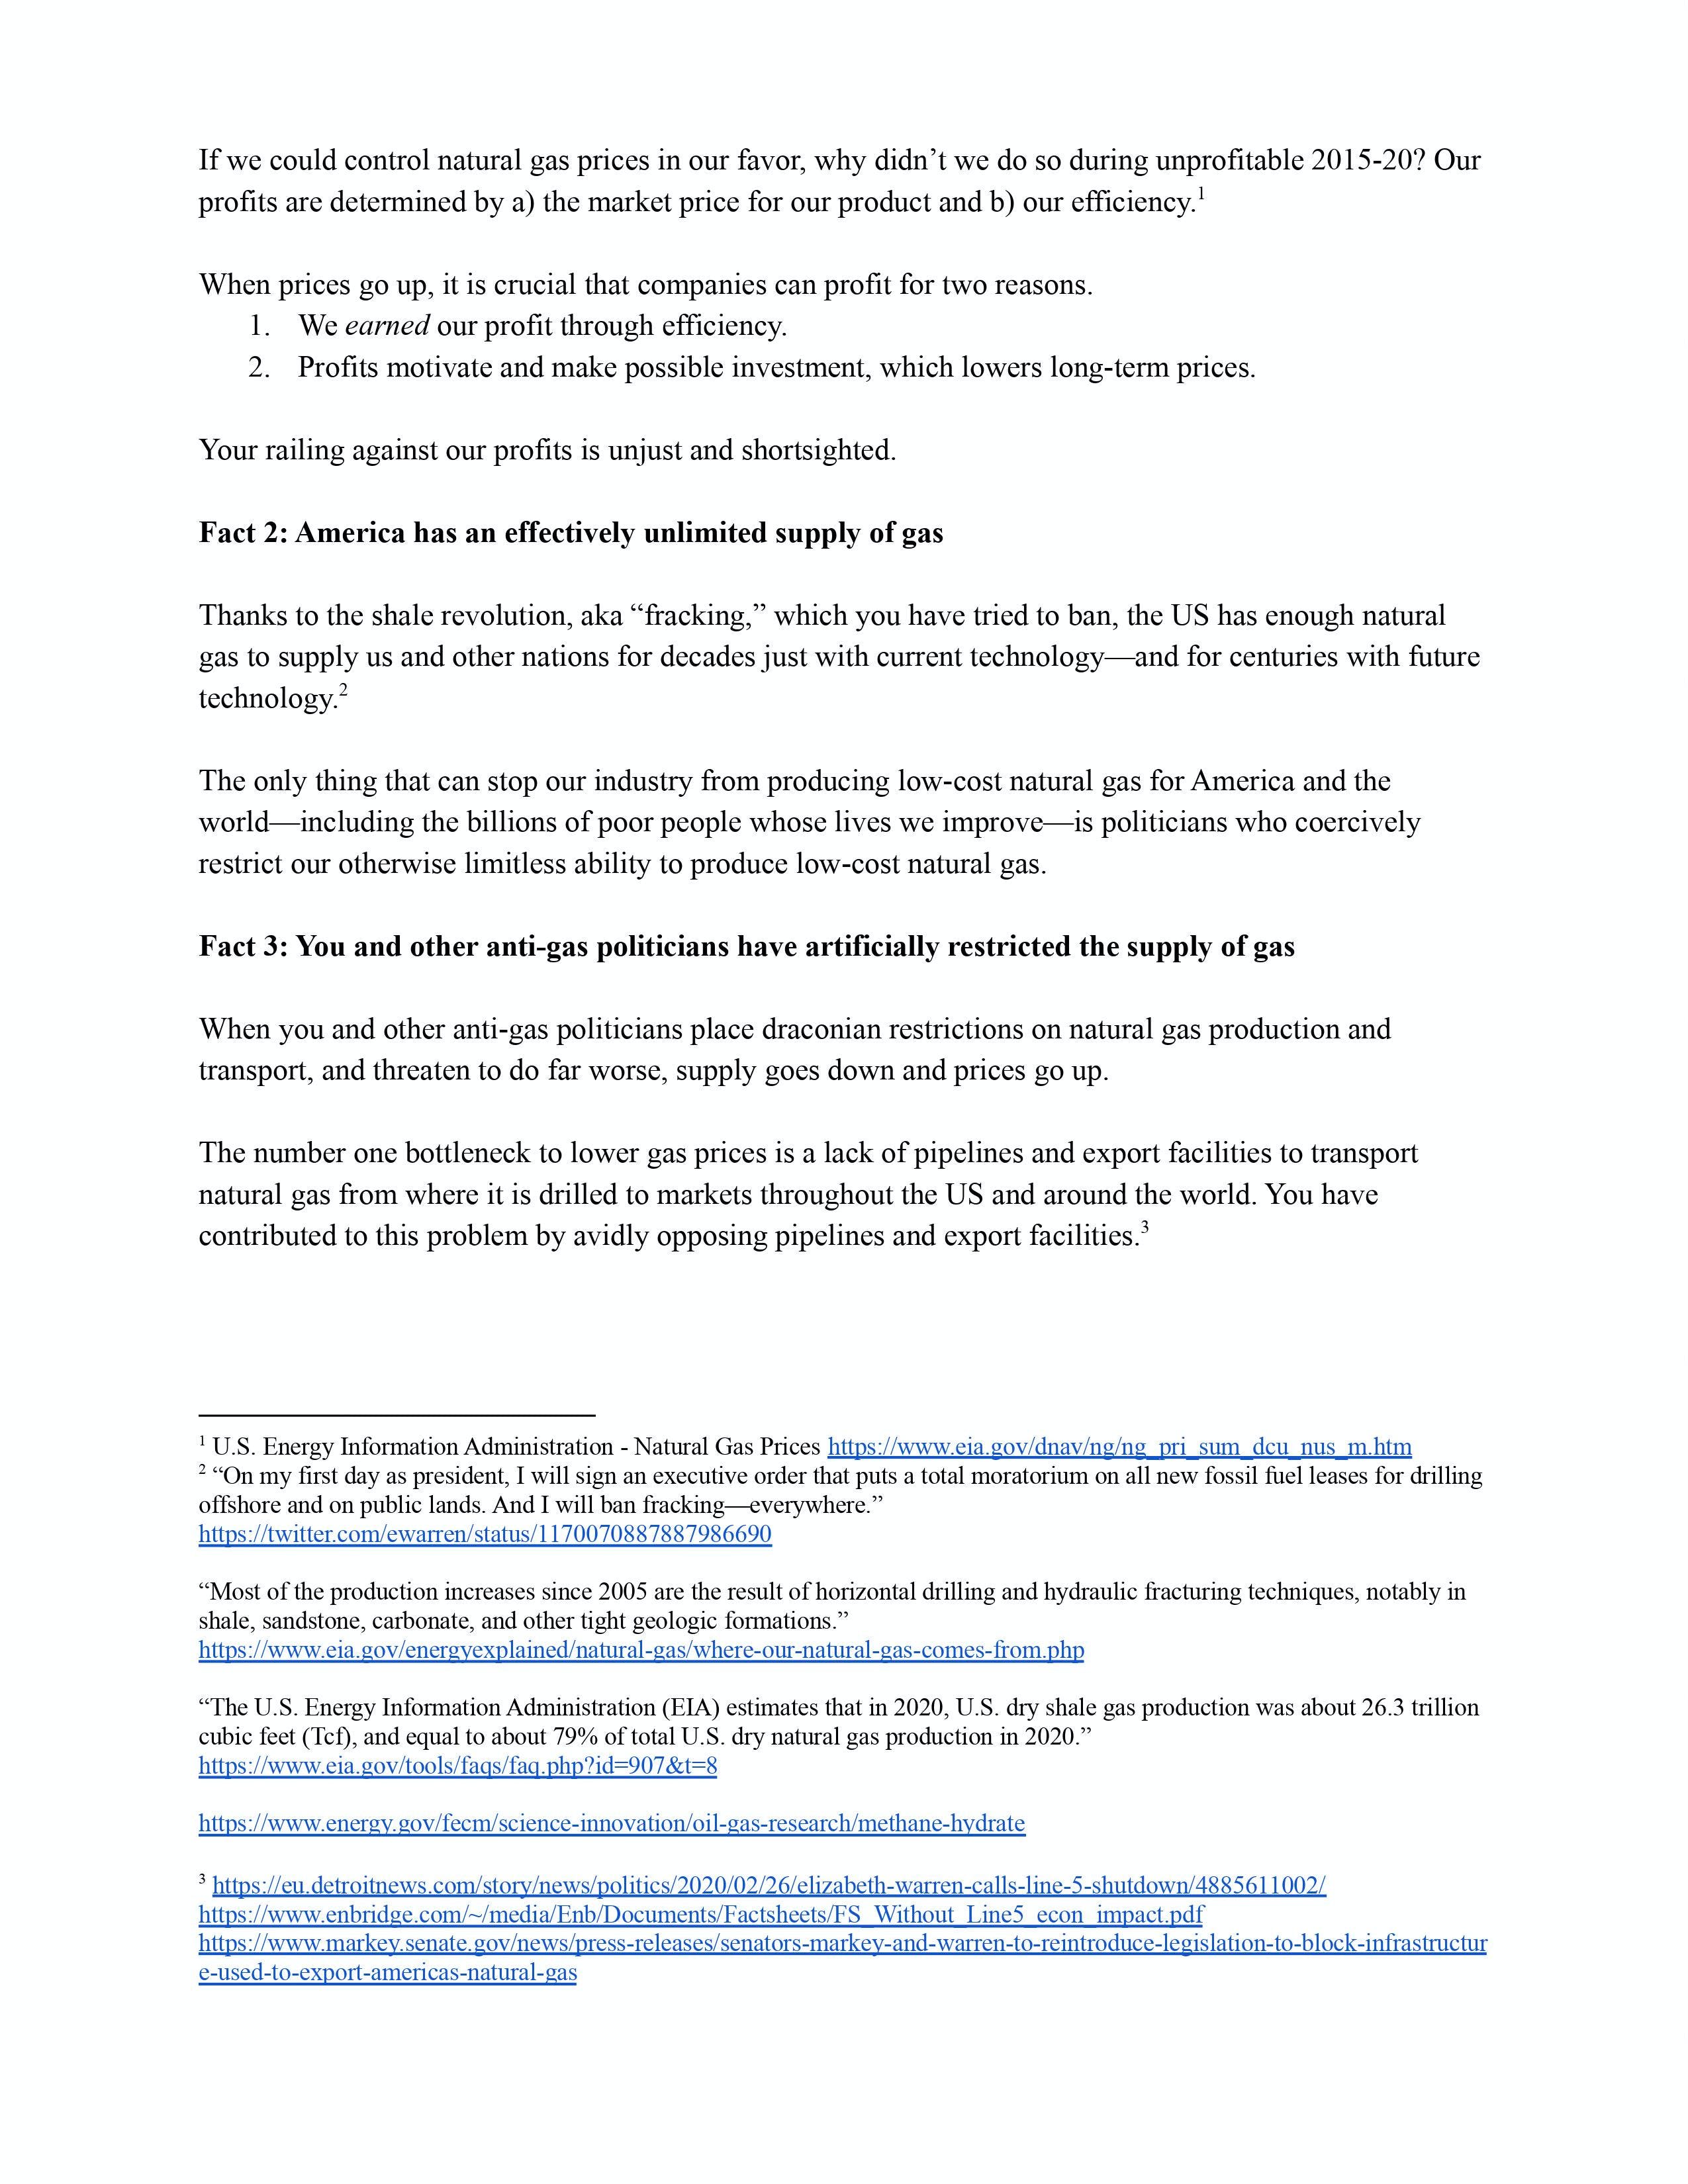 If we could control natural gas prices in our favor, why didn’t we do so during unprofitable 2015-20? Our
profits are determined by a) the market price for our product and b) our efficiency.1
When prices go up, it is crucial that companies can profit for two reasons.
1. We earned our profit through efficiency.
2. Profits motivate and make possible investment, which lowers long-term prices.
Your railing against our profits is unjust and shortsighted.
Fact 2: America has an effectively unlimited supply of gas
Thanks to the shale revolution, aka “fracking,” which you have tried to ban, the US has enough natural
gas to supply us and other nations for decades just with current technology—and for centuries with future
technology.2
The only thing that can stop our industry from producing low-cost natural gas for America and the
world—including the billions of poor people whose lives we improve—is politicians who coercively
restrict our otherwise limitless ability to produce low-cost natural gas.
Fact 3: You and other anti-gas politicians have artificially restricted the supply of gas
When you and other anti-gas politicians place draconian restrictions on natural gas production and
transport, and threaten to do far worse, supply goes down and prices go up.
The number one bottleneck to lower gas prices is a lack of pipelines and export facilities to transport
natural gas from where it is drilled to markets throughout the US and around the world. You have
contributed to this problem by avidly opposing pipelines and export facilities.3
1 U.S. Energy Information Administration - Natural Gas Prices https://www.eia.gov/dnav/ng/ng_pri_sum_dcu_nus_m.htm
2 “On my first day as president, I will sign an executive order that puts a total moratorium on all new fossil fuel leases for drilling
offshore and on public lands. And I will ban fracking—everywhere.”
https://twitter.com/ewarren/status/1170070887887986690
“Most of the production increases since 2005 are the result of horizontal drilling and hydraulic fracturing techniques, notably in
shale, sandstone, carbonate, and other tight geologic formations.”
https://www.eia.gov/energyexplained/natural-gas/where-our-natural-gas-comes-from.php
“The U.S. Energy Information Administration (EIA) estimates that in 2020, U.S. dry shale gas production was about 26.3 trillion
cubic feet (Tcf), and equal to about 79% of total U.S. dry natural gas production in 2020.”
https://www.eia.gov/tools/faqs/faq.php?id=907&t=8
https://www.energy.gov/fecm/science-innovation/oil-gas-research/methane-hydrate
3 https://eu.detroitnews.com/story/news/politics/2020/02/26/elizabeth-warren-calls-line-5-shutdown/4885611002/
https://www.enbridge.com/~/media/Enb/Documents/Factsheets/FS_Without_Line5_econ_impact.pdf
https://www.markey.senate.gov/news/press-releases/senators-markey-and-warren-to-reintroduce-legislation-to-block-infrastructur
e-used-to-export-americas-natural-gas